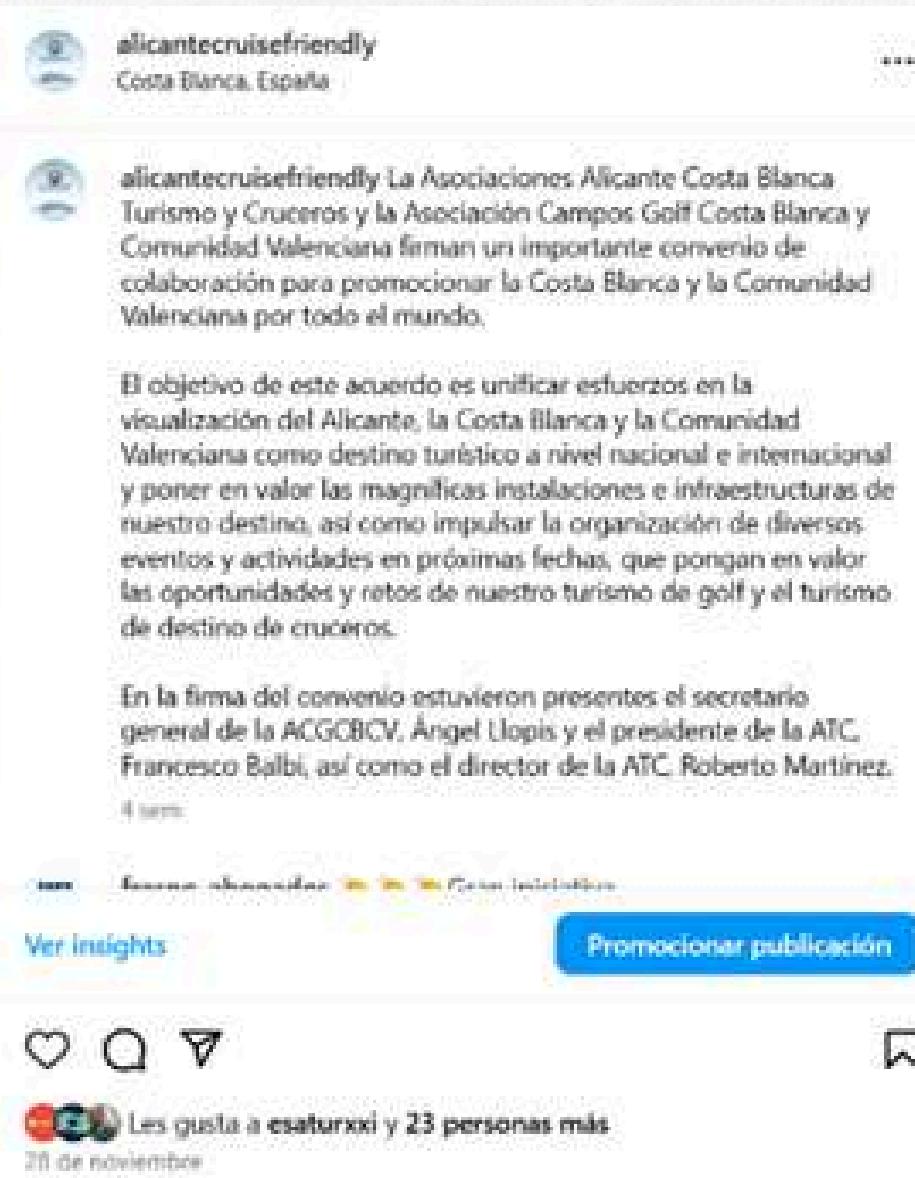 alicantecruisefriendly
Costa Blanca, España
alicantecruisefriendly La Asociaciones Alicante Costa Blanca
Turismo y Cruceros y la Asociación Campos Golf Costa Blanca y
Comunidad Valenciana firman un importante convenio de
colaboración para promocionar la Costa Blanca y la Comunidad
Valenciana por todo el mundo.
El objetivo de este acuerdo es unificar esfuerzos en la
visualización del Alicante, la Costa Blanca y la Comunidad
Valenciana como destino turístico a nivel nacional e internacional
y poner en valor las magníficas instalaciones e infraestructuras de
nuestro destino, así como impulsar la organización de diversos
eventos y actividades en próximas fechas, que pongan en valor
las oportunidades y retos de nuestro turismo de golf y el turismo
de destino de cruceros.
En la firma del convenio estuvieron presentes el secretario
general de la ACGCBCV, Ángel Llopis y el presidente de la ATC,
Francesco Balbi, así como el director de la ATC, Roberto Martínez.
4 sem
Gran iniciativa
Ver insights
Promocionar publicación
Les gusta a esaturxxi y 23 personas más
28 de noviembre